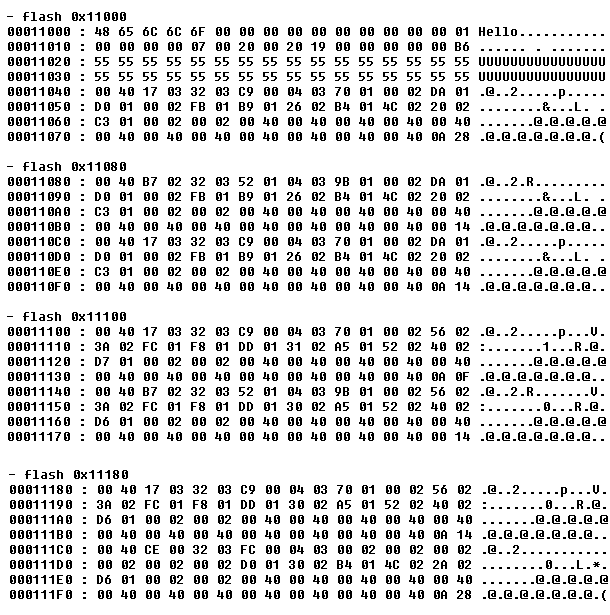 - flash 0x11000
00011000 : 48 65 6C 6C 6F 00 00 00 00 00 00 00 00 00 00 01 Hello...........
00011010 : 00 00 00 00 07 00 20 00 20 19 00 00 00 00 00 B6 ...... . .......
00011020 : 55 55 55 55 55 55 55 55 55 55 55 55 55 55 55 55 UUUUUUUUUUUUUUUU
00011030 : 55 55 55 55 55 55 55 55 55 55 55 55 55 55 55 55 UUUUUUUUUUUUUUUU
00011040 : 00 40 17 03 32 03 C9 00 04 03 70 01 00 02 DA 01 .@..2.....p.....
00011050 : D0 01 00 02 FB 01 B9 01 26 02 B4 01 4C 02 20 02 ........&...L. .
00011060 : C3 01 00 02 00 02 00 40 00 40 00 40 00 40 00 40 .......@.@.@.@.@
00011070 : 00 40 00 40 00 40 00 40 00 40 00 40 00 40 0A 28 .@.@.@.@.@.@.@.(
- flash 0x11080
00011080 : 00 40 B7 02 32 03 52 01 04 03 9B 01 00 02 DA 01 .@..2.R.........
00011090 : D0 01 00 02 FB 01 B9 01 26 02 B4 01 4C 02 20 02 ........&...L. .
000110A0 : C3 01 00 02 00 02 00 40 00 40 00 40 00 40 00 40 .......@.@.@.@.@
000110B0 : 00 40 00 40 00 40 00 40 00 40 00 40 00 40 00 14 .@.@.@.@.@.@.@..
000110C0 : 00 40 17 03 32 03 C9 00 04 03 70 01 00 02 DA 01 .@..2.....p.....
000110D0 : D0 01 00 02 FB 01 B9 01 26 02 B4 01 4C 02 20 02 ........&...L. .
000110E0 : C3 01 00 02 00 02 00 40 00 40 00 40 00 40 00 40 .......@.@.@.@.@
000110F0 : 00 40 00 40 00 40 00 40 00 40 00 40 00 40 0A 14 .@.@.@.@.@.@.@..
- flash 0x11100
00011100 : 00 40 17 03 32 03 C9 00 04 03 70 01 00 02 56 02 .@..2.....p...V.
00011110 : 3A 02 FC 01 F8 01 DD 01 31 02 A5 01 52 02 40 02 :.......1...R.@.
00011120 : D7 01 00 02 00 02 00 40 00 40 00 40 00 40 00 40 .......@.@.@.@.@
00011130 : 00 40 00 40 00 40 00 40 00 40 00 40 00 40 0A 0F .@.@.@.@.@.@.@..
00011140 : 00 40 B7 02 32 03 52 01 04 03 9B 01 00 02 56 02 .@..2.R.......V.
00011150 : 3A 02 FC 01 F8 01 DD 01 30 02 A5 01 52 02 40 02 :.......0...R.@.
00011160 : D6 01 00 02 00 02 00 40 00 40 00 40 00 40 00 40 .......@.@.@.@.@
00011170 : 00 40 00 40 00 40 00 40 00 40 00 40 00 40 00 14 .@.@.@.@.@.@.@..
- flash 0x11180
00011180 : 00 40 17 03 32 03 C9 00 04 03 70 01 00 02 56 02 .@..2.....p...V.
00011190 : 3A 02 FC 01 F8 01 DD 01 30 02 A5 01 52 02 40 02 :.......0...R.@.
000111A0 : D6 01 00 02 00 02 00 40 00 40 00 40 00 40 00 40 .......@.@.@.@.@
000111B0 : 00 40 00 40 00 40 00 40 00 40 00 40 00 40 0A 14 .@.@.@.@.@.@.@..
000111C0 : 00 40 CE 00 32 03 FC 00 04 03 00 02 00 02 00 02 .@..2...........
000111D0 : 00 02 00 02 00 02 D0 01 30 02 B4 01 4C 02 2A 02 ........0...L.*.
000111E0 : D6 01 00 02 00 02 00 40 00 40 00 40 00 40 00 40 .......@.@.@.@.@
000111F0 : 00 40 00 40 00 40 00 40 00 40 00 40 00 40 0A 28 .@.@.@.@.@.@.@.(